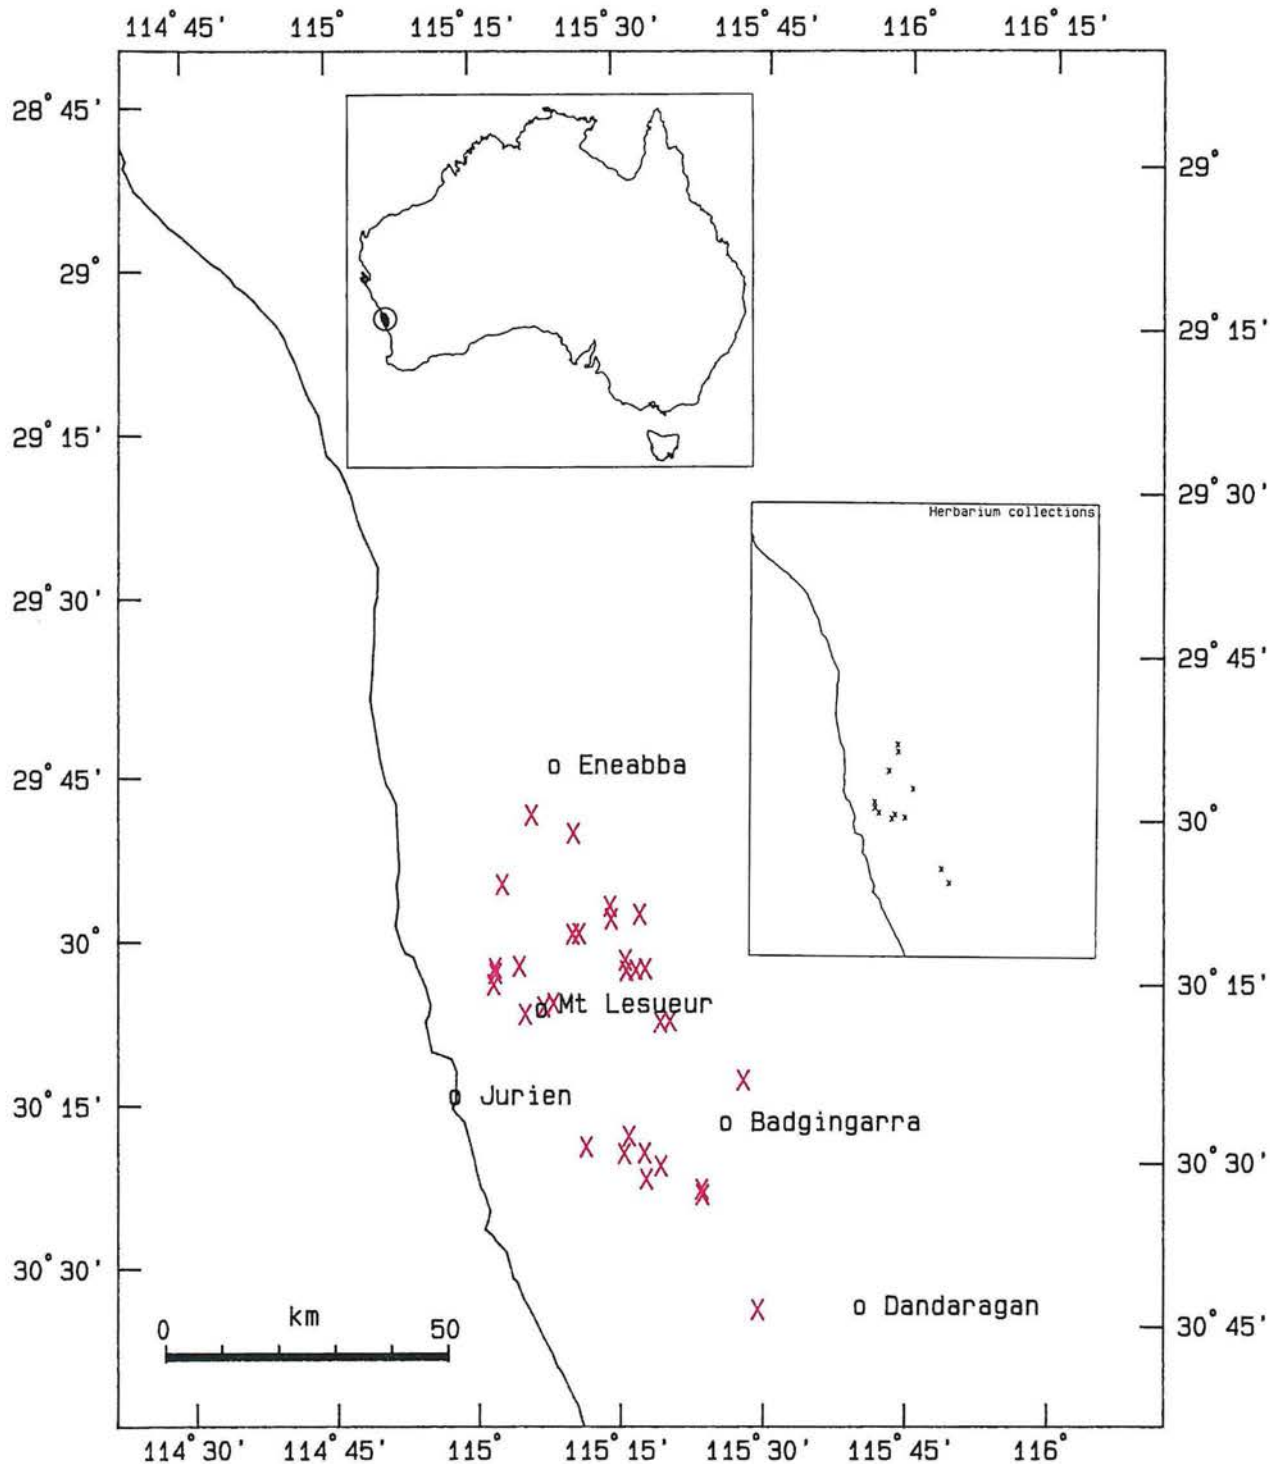 114° 45' 115° 115° 15' 115° 30' 115° 45' 116° 116° 15'
28° 45'
29°
29°
29° 15'
29° 15'
29° 30'
Herbarium collections
29° 30'
29° 45'
Eneabba
29° 45'
30°
30°
30° 15'
Mt Lesueur
Jurien
30° 15'
Badgingarra
30° 30'
30° 30'
Dandaragan
km
0 50
30° 45'
114° 30' 114° 45' 115° 115° 15' 115° 30' 115° 45' 116°